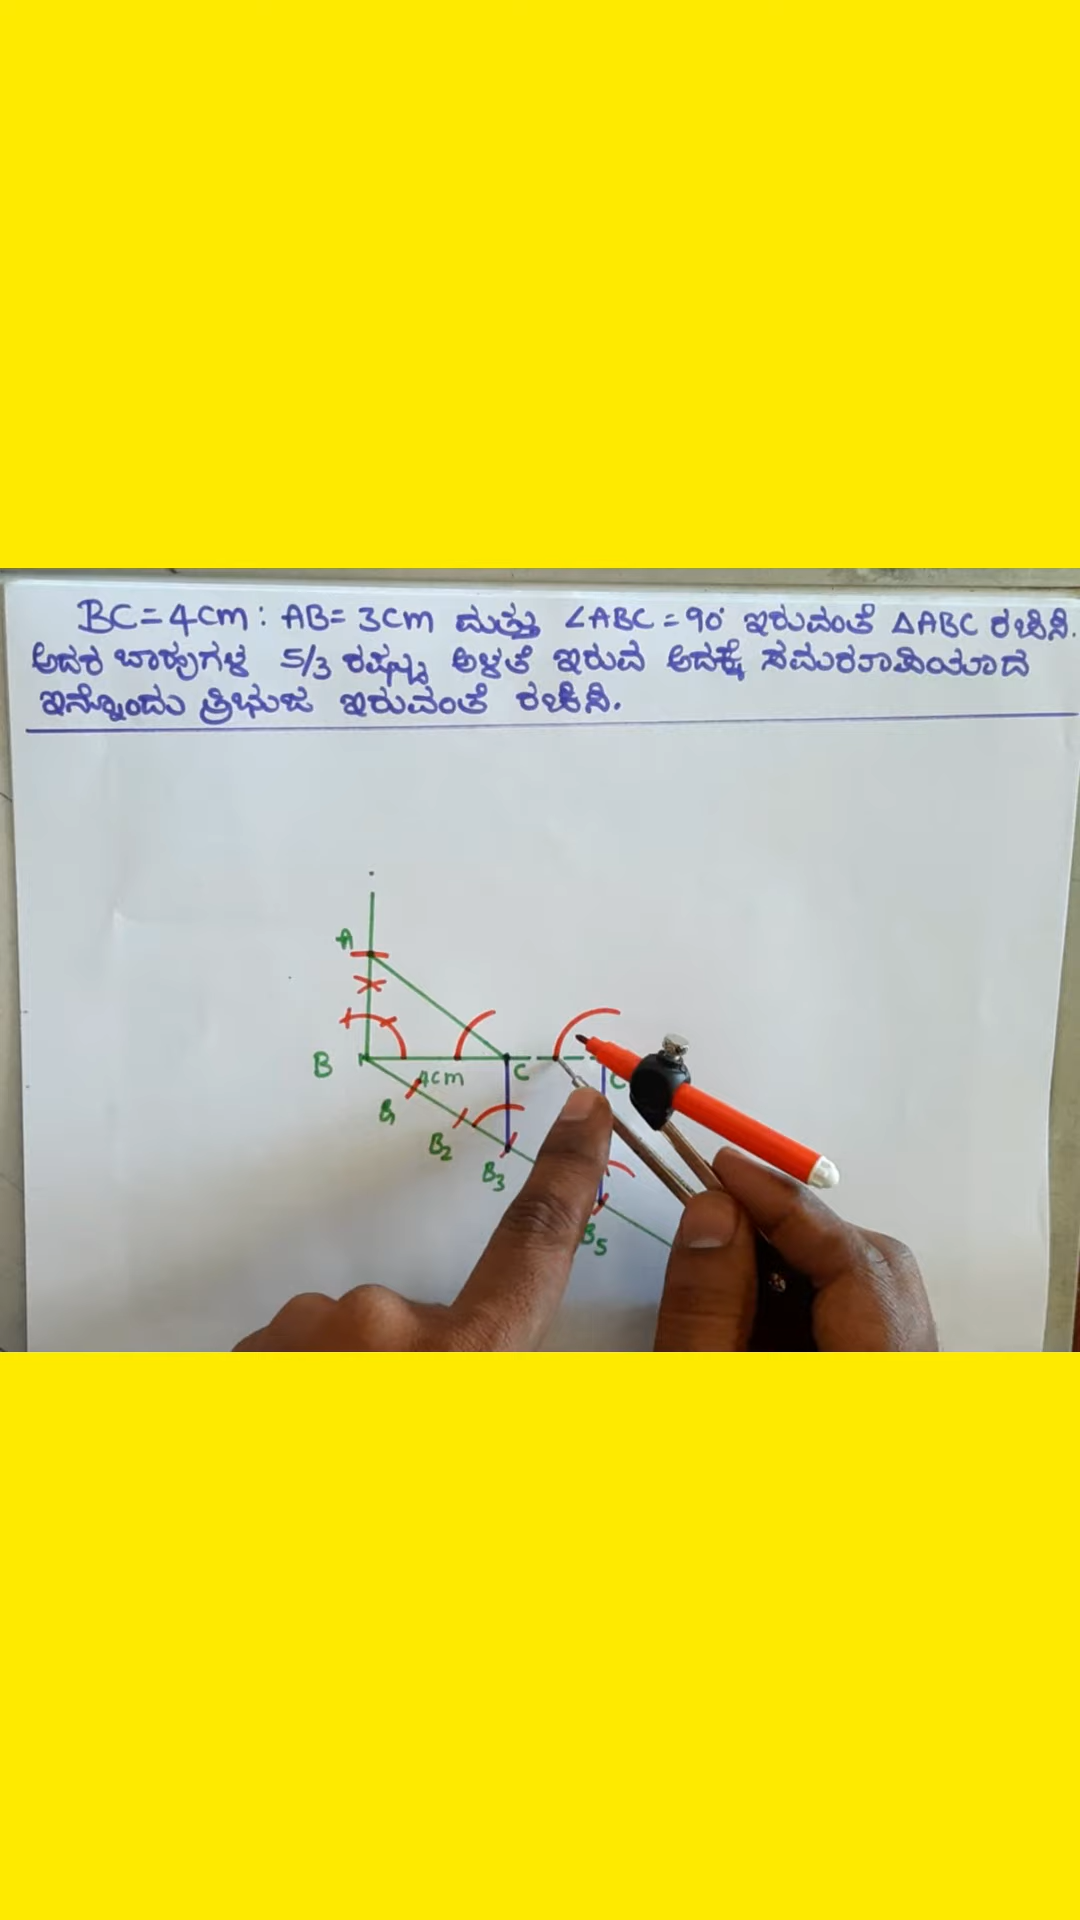 BC = 4cm : AB = 3cm ಮತ್ತು ∠ABC = 90° ಇರುವಂತೆ ΔABC ರಚಿಸಿ.
ಅದರ ಬಾಹುಗಳ 5/3 ರಷ್ಟು ಅಳತೆ ಇರುವ ಅದಕ್ಕೆ ಸಮರೂಪಿಯಾದ
ಇನ್ನೊಂದು ತ್ರಿಭುಜ ಇರುವಂತೆ ರಚಿಸಿ.
A
B
4cm
C
C
B₁
B₂
B₃
B₅